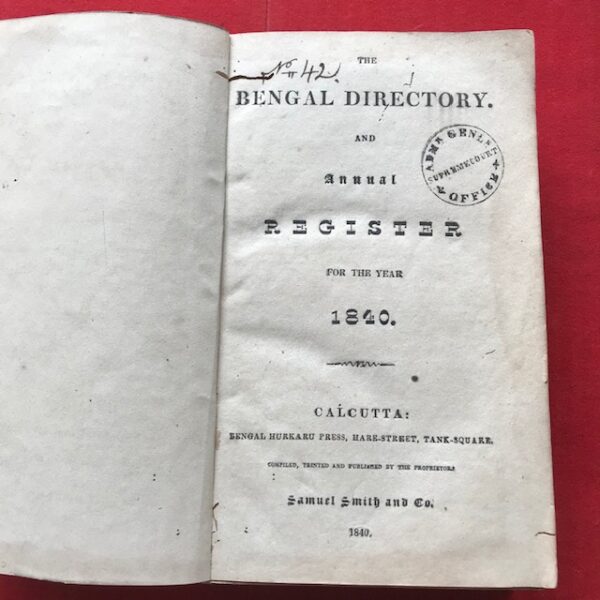 No 42.
THE
BENGAL DIRECTORY.
AND
Annual
REGISTER
FOR THE YEAR
1840.
CALCUTTA:
BENGAL HURKARU PRESS, HARE-STREET, TANK-SQUARE.
COMPILED, PRINTED AND PUBLISHED BY THE PROPRIETORS
Samuel Smith and Co.
1840.
SUPREME COURT
OFFICE